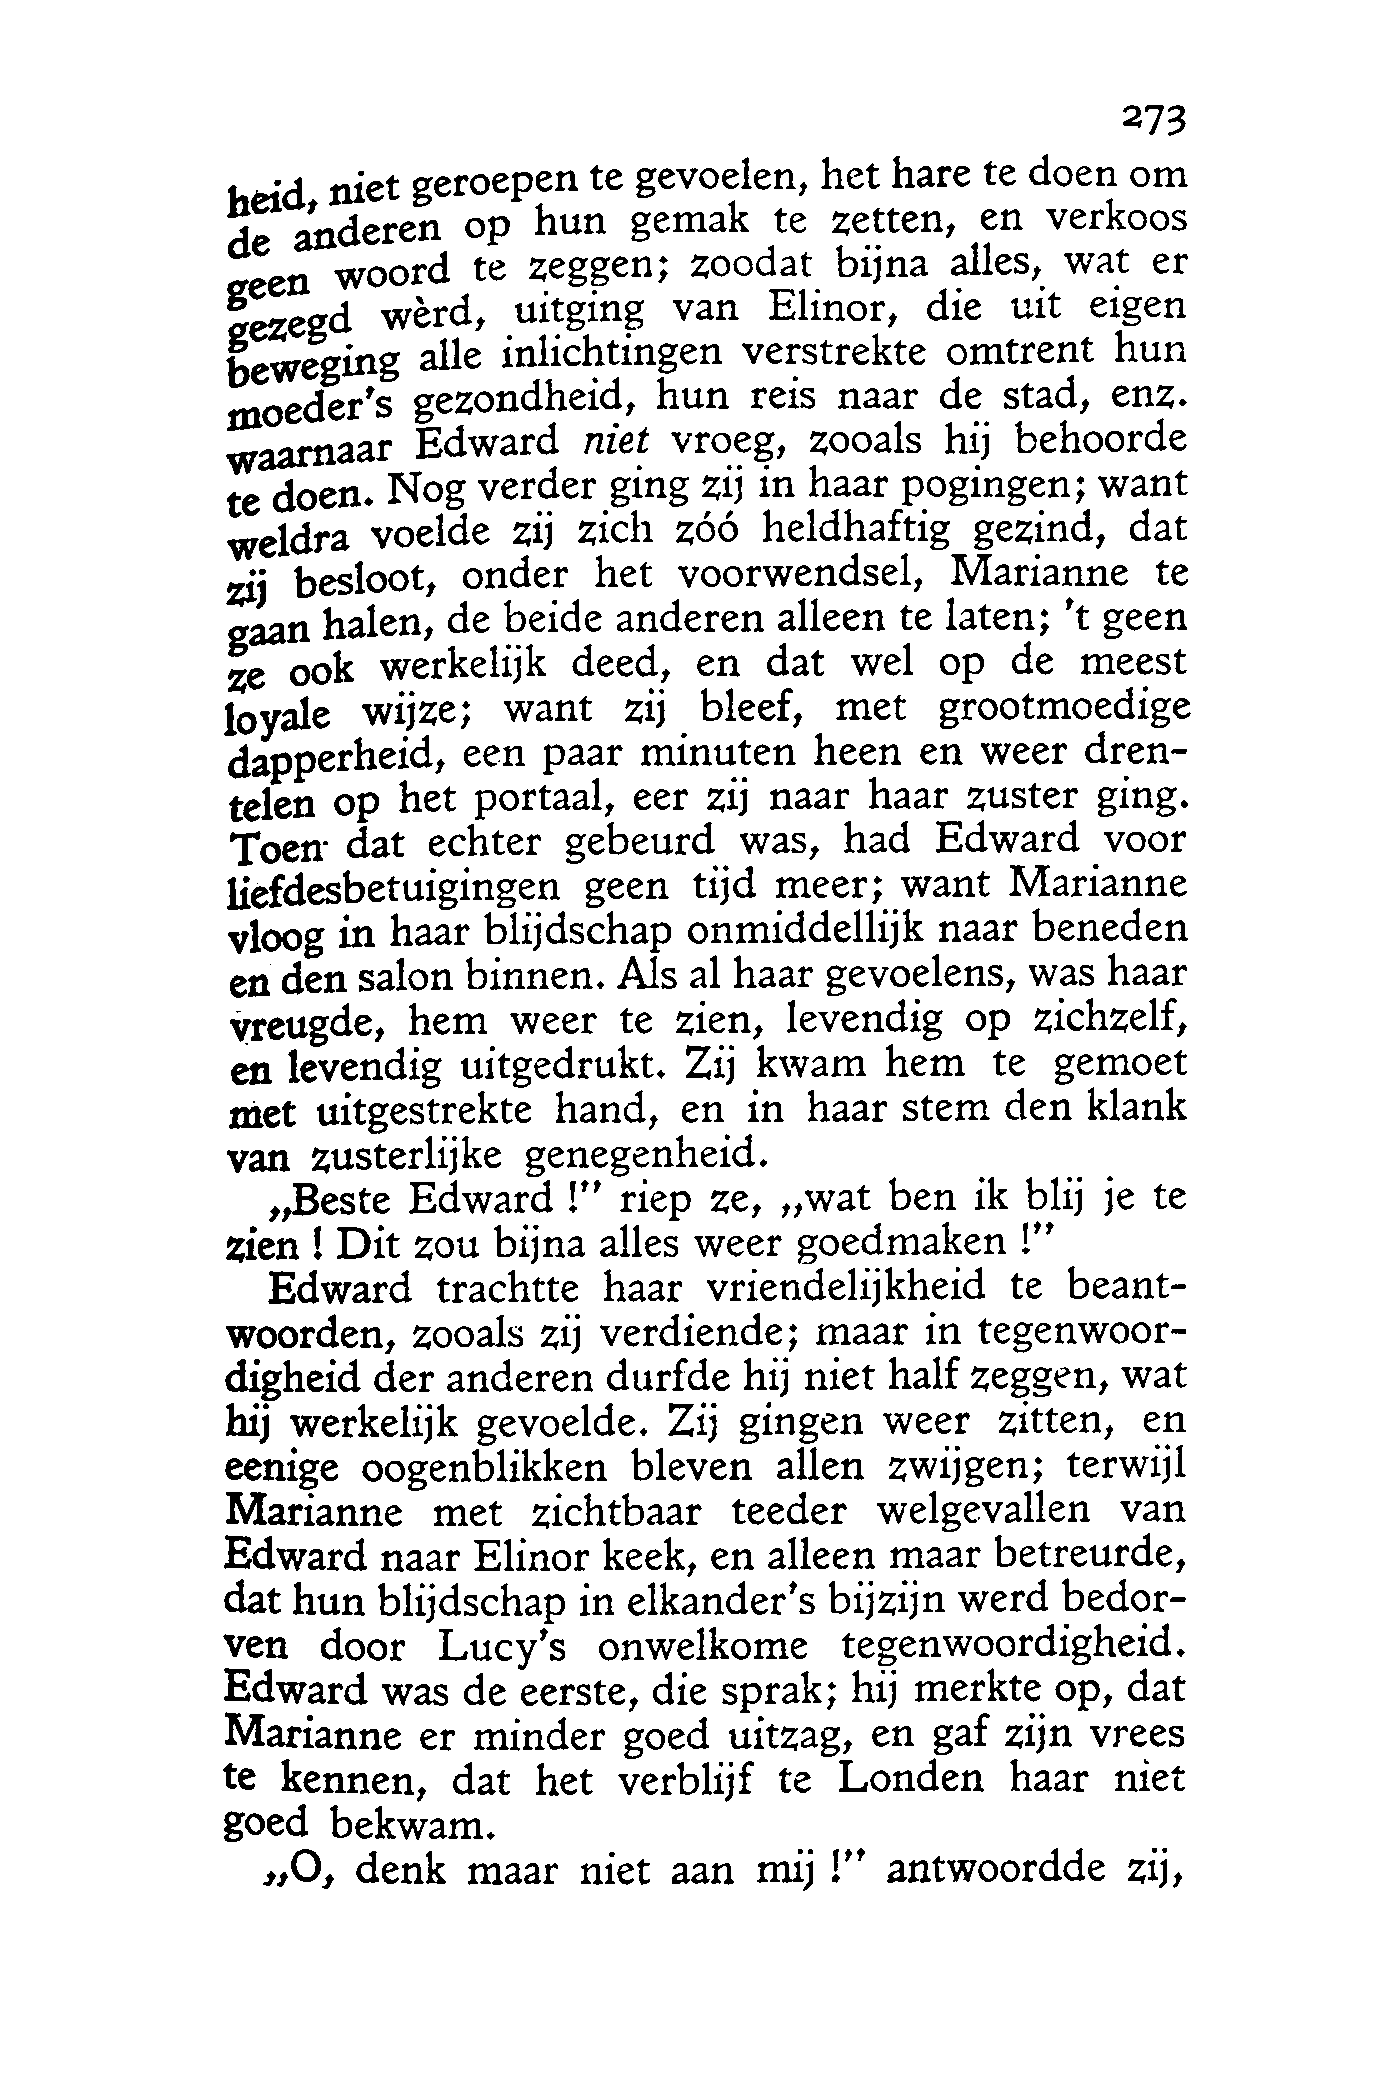 273
heid, niet geroepen te gevoelen, het hare te doen om
de anderen op hun gemak te zetten, en verkoos
geen woord te zeggen; zoodat bijna alles, wat er
gezegd wèrd, uitging van Elinor, die uit eigen
beweging alle inlichtingen verstrekte omtrent hun
moeder's gezondheid, hun reis naar de stad, enz.
waarnaar Edward niet vroeg, zooals hij behoorde
te doen. Nog verder ging zij in haar pogingen; want
weldra voelde zij zich zóó heldhaftig gezind, dat
zij besloot, onder het voorwendsel, Marianne te
gaan halen, de beide anderen alleen te laten; 't geen
ze ook werkelijk deed, en dat wel op de meest
loyale wijze; want zij bleef, met grootmoedige
dapperheid, een paar minuten heen en weer dren-
telen op het portaal, eer zij naar haar zuster ging.
Toen dat echter gebeurd was, had Edward voor
liefdesbetuigingen geen tijd meer; want Marianne
vloog in haar blijdschap onmiddellijk naar beneden
en den salon binnen. Als al haar gevoelens, was haar
vreugde, hem weer te zien, levendig op zichzelf,
en levendig uitgedrukt. Zij kwam hem te gemoet
met uitgestrekte hand, en in haar stem den klank
van zusterlijke genegenheid.
„Beste Edward !” riep ze, „wat ben ik blij je te
zien ! Dit zou bijna alles weer goedmaken !”
Edward trachtte haar vriendelijkheid te beant-
woorden, zooals zij verdiende; maar in tegenwoor-
digheid der anderen durfde hij niet half zeggen, wat
hij werkelijk gevoelde. Zij gingen weer zitten, en
eenige oogenblikken bleven allen zwijgen; terwijl
Marianne met zichtbaar teeder welgevallen van
Edward naar Elinor keek, en alleen maar betreurde,
dat hun blijdschap in elkander's bijzijn werd bedor-
ven door Lucy's onwelkome tegenwoordigheid.
Edward was de eerste, die sprak; hij merkte op, dat
Marianne er minder goed uitzag, en gaf zijn vrees
te kennen, dat het verblijf te Londen haar niet
goed bekwam.
„O, denk maar niet aan mij !” antwoordde zij,